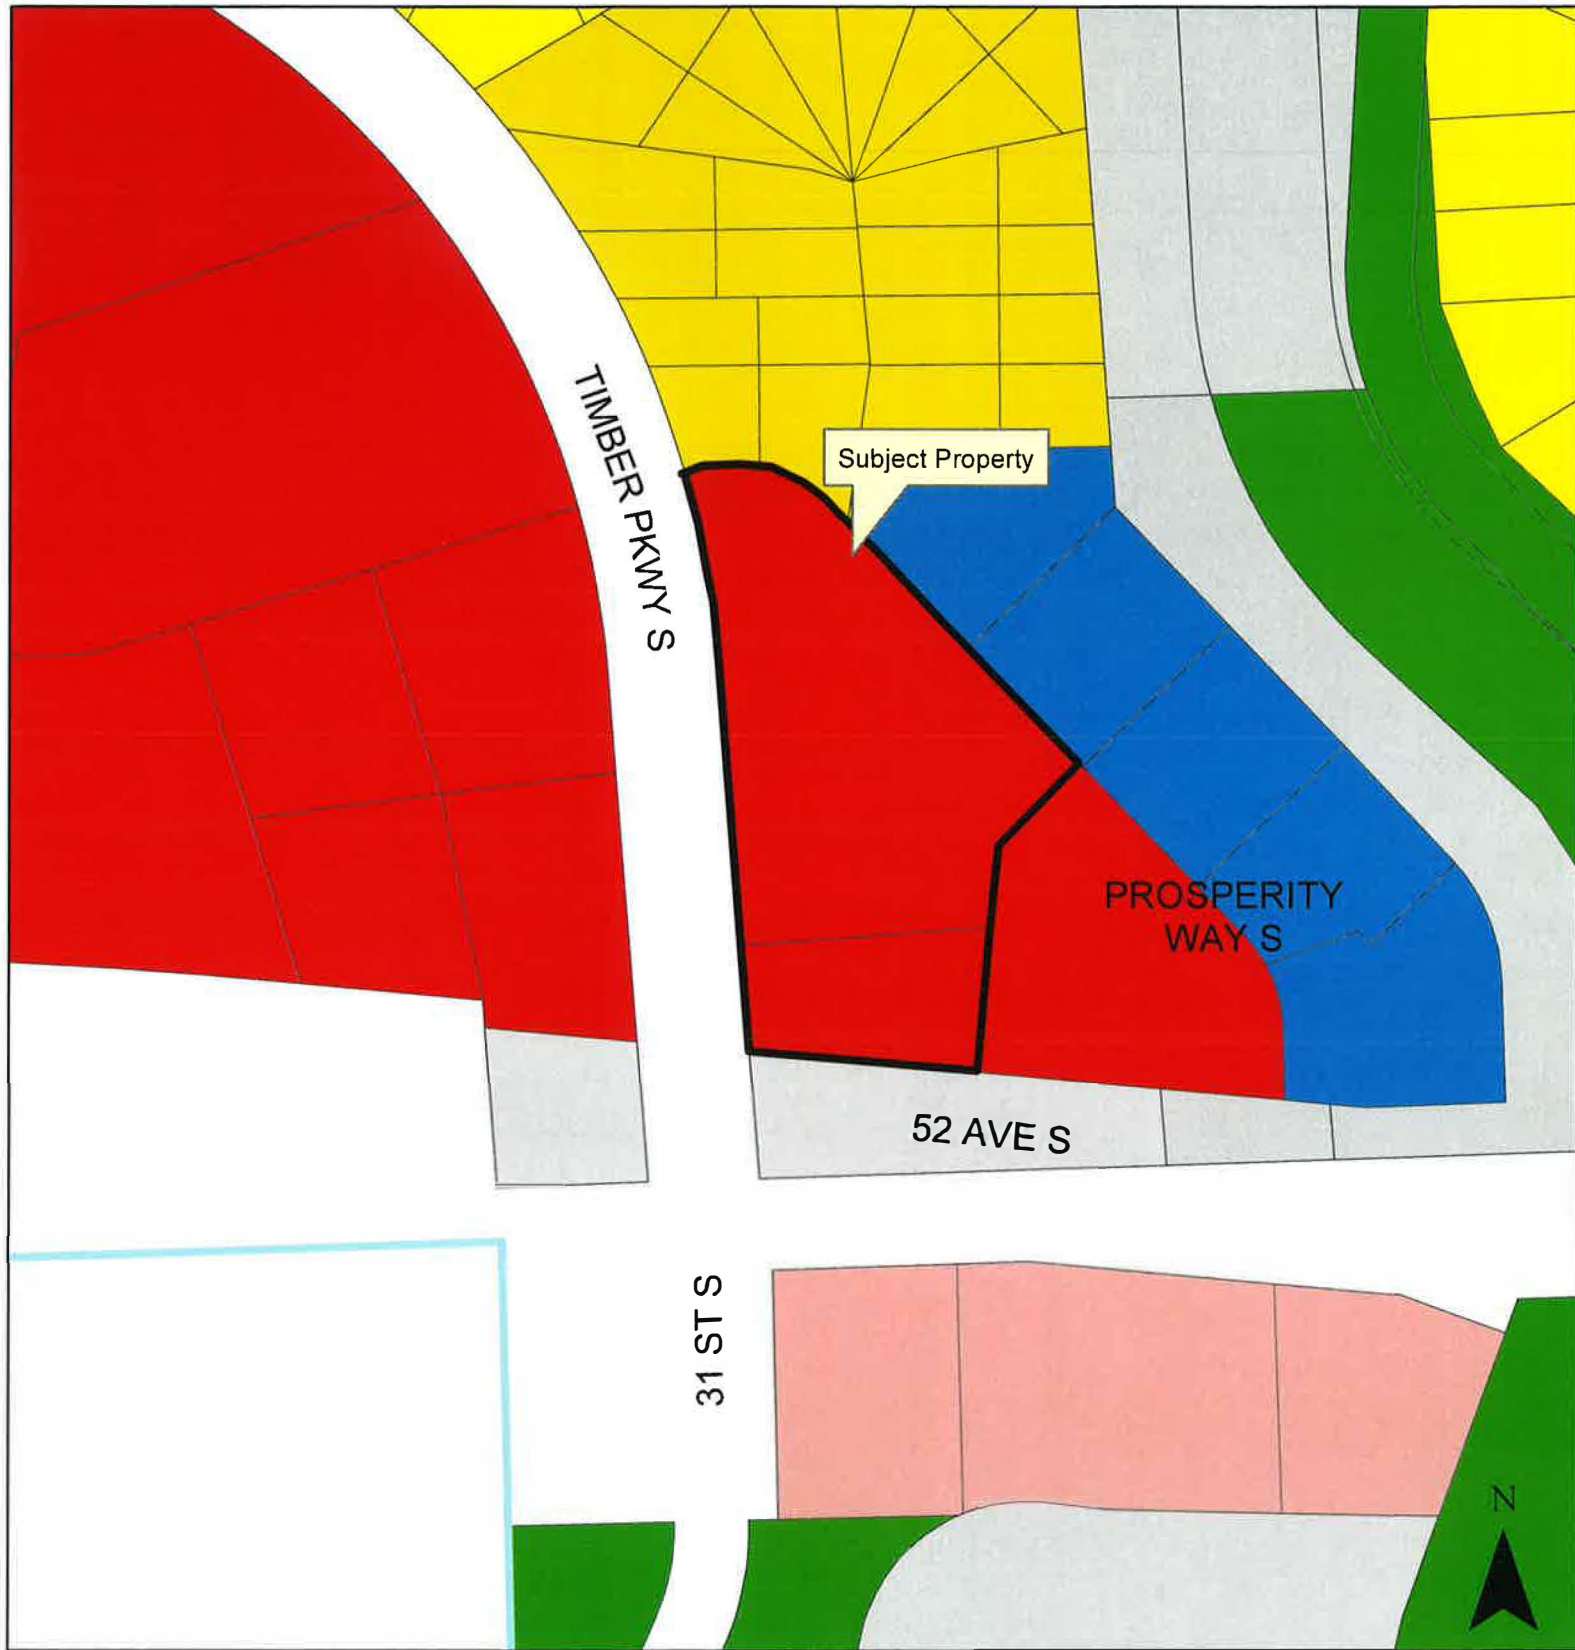 Subject Property
TIMBER PKWY S
PROSPERITY
WAY S
52 AVE S
31 ST S
N